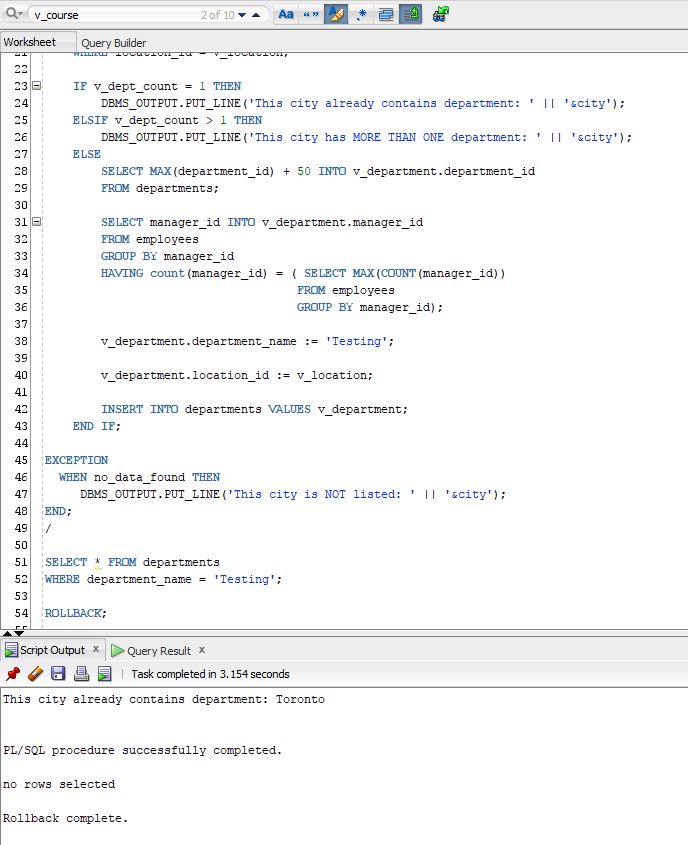 v_course 2 of 10 Aa “” .*
Worksheet Query Builder
21 WHERE location_id = v_location;
22
23 IF v_dept_count = 1 THEN
24 DBMS_OUTPUT.PUT_LINE('This city already contains department: ' || '&city');
25 ELSIF v_dept_count > 1 THEN
26 DBMS_OUTPUT.PUT_LINE('This city has MORE THAN ONE department: ' || '&city');
27 ELSE
28 SELECT MAX(department_id) + 50 INTO v_department.department_id
29 FROM departments;
30
31 SELECT manager_id INTO v_department.manager_id
32 FROM employees
33 GROUP BY manager_id
34 HAVING count(manager_id) = ( SELECT MAX(COUNT(manager_id))
35 FROM employees
36 GROUP BY manager_id);
37
38 v_department.department_name := 'Testing';
39
40 v_department.location_id := v_location;
41
42 INSERT INTO departments VALUES v_department;
43 END IF;
44
45 EXCEPTION
46 WHEN no_data_found THEN
47 DBMS_OUTPUT.PUT_LINE('This city is NOT listed: ' || '&city');
48 END;
49 /
50
51 SELECT * FROM departments
52 WHERE department_name = 'Testing';
53
54 ROLLBACK;
55
Script Output x Query Result x
Task completed in 3.154 seconds
This city already contains department: Toronto
PL/SQL procedure successfully completed.
no rows selected
Rollback complete.